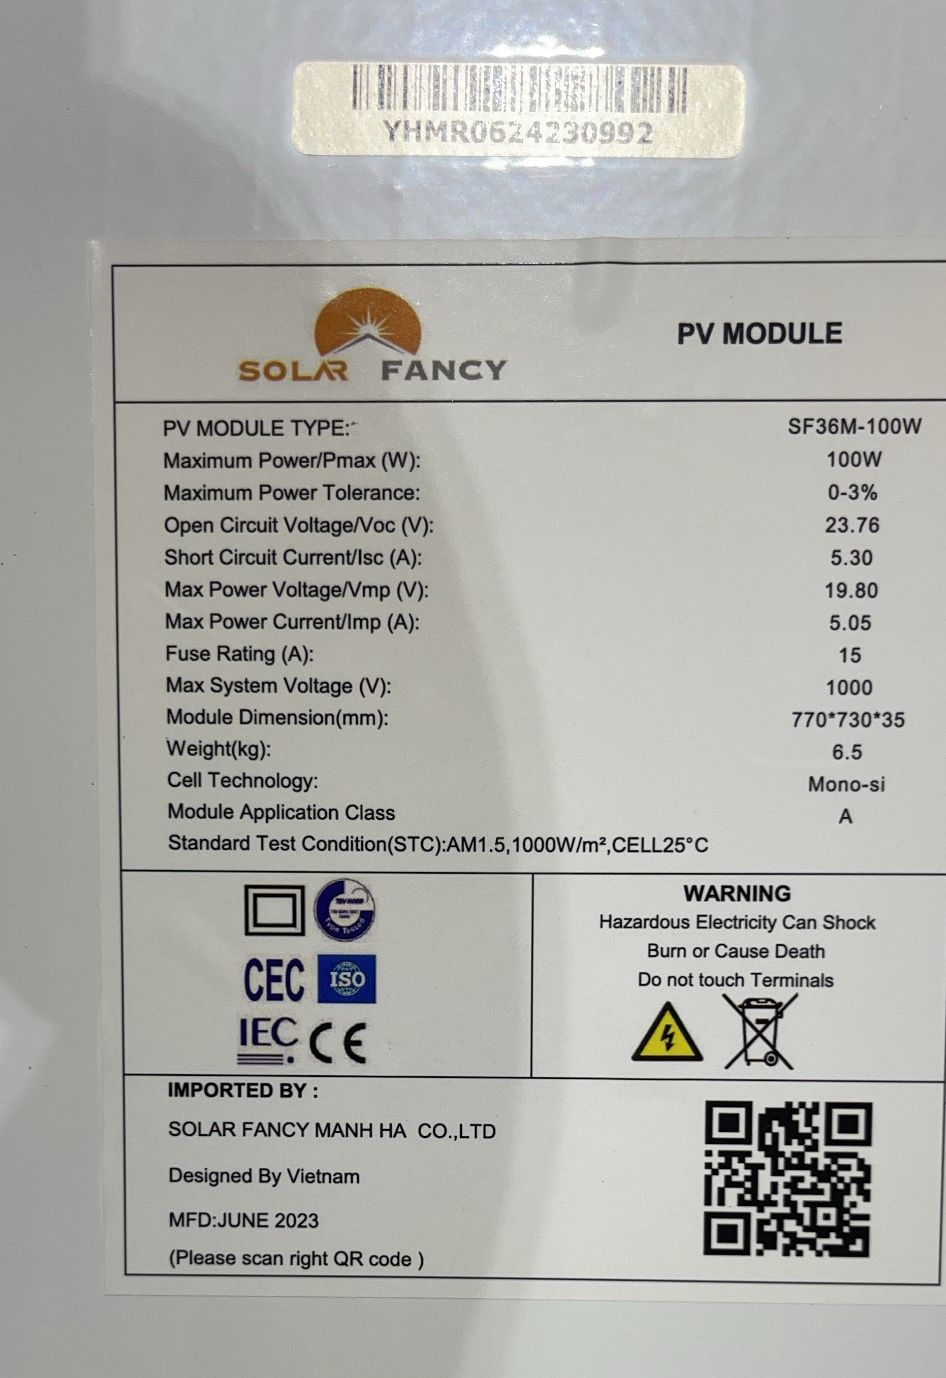 YHMR0624230992
SOLAR FANCY
PV MODULE
PV MODULE TYPE: SF36M-100W
Maximum Power/Pmax (W): 100W
Maximum Power Tolerance: 0-3%
Open Circuit Voltage/Voc (V): 23.76
Short Circuit Current/Isc (A): 5.30
Max Power Voltage/Vmp (V): 19.80
Max Power Current/Imp (A): 5.05
Fuse Rating (A): 15
Max System Voltage (V): 1000
Module Dimension(mm): 770*730*35
Weight(kg): 6.5
Cell Technology: Mono-si
Module Application Class A
Standard Test Condition(STC):AM1.5,1000W/m²,CELL25°C
TÜV NORD
Type Tested
CEC
ISO
IEC.
CE
WARNING
Hazardous Electricity Can Shock
Burn or Cause Death
Do not touch Terminals
IMPORTED BY :
SOLAR FANCY MANH HA CO.,LTD
Designed By Vietnam
MFD:JUNE 2023
(Please scan right QR code )